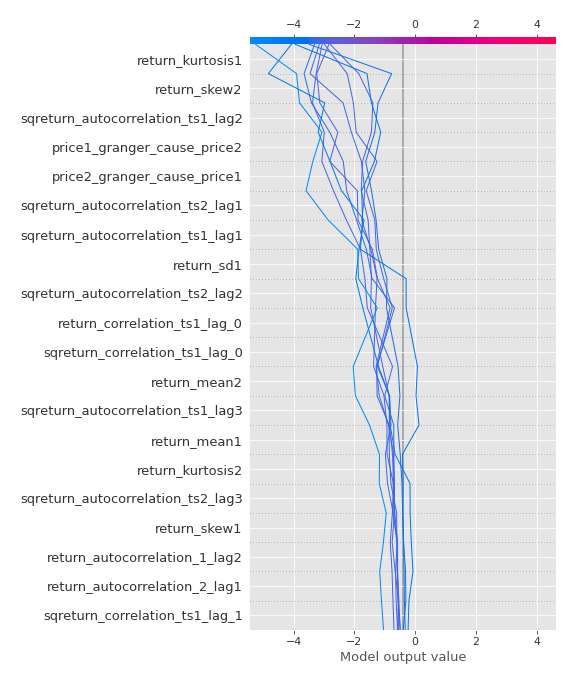 −4 −2 0 2 4
return_kurtosis1
return_skew2
sqreturn_autocorrelation_ts1_lag2
price1_granger_cause_price2
price2_granger_cause_price1
sqreturn_autocorrelation_ts2_lag1
sqreturn_autocorrelation_ts1_lag1
return_sd1
sqreturn_autocorrelation_ts2_lag2
return_correlation_ts1_lag_0
sqreturn_correlation_ts1_lag_0
return_mean2
sqreturn_autocorrelation_ts1_lag3
return_mean1
return_kurtosis2
sqreturn_autocorrelation_ts2_lag3
return_skew1
return_autocorrelation_1_lag2
return_autocorrelation_2_lag1
sqreturn_correlation_ts1_lag_1
−4 −2 0 2 4
Model output value